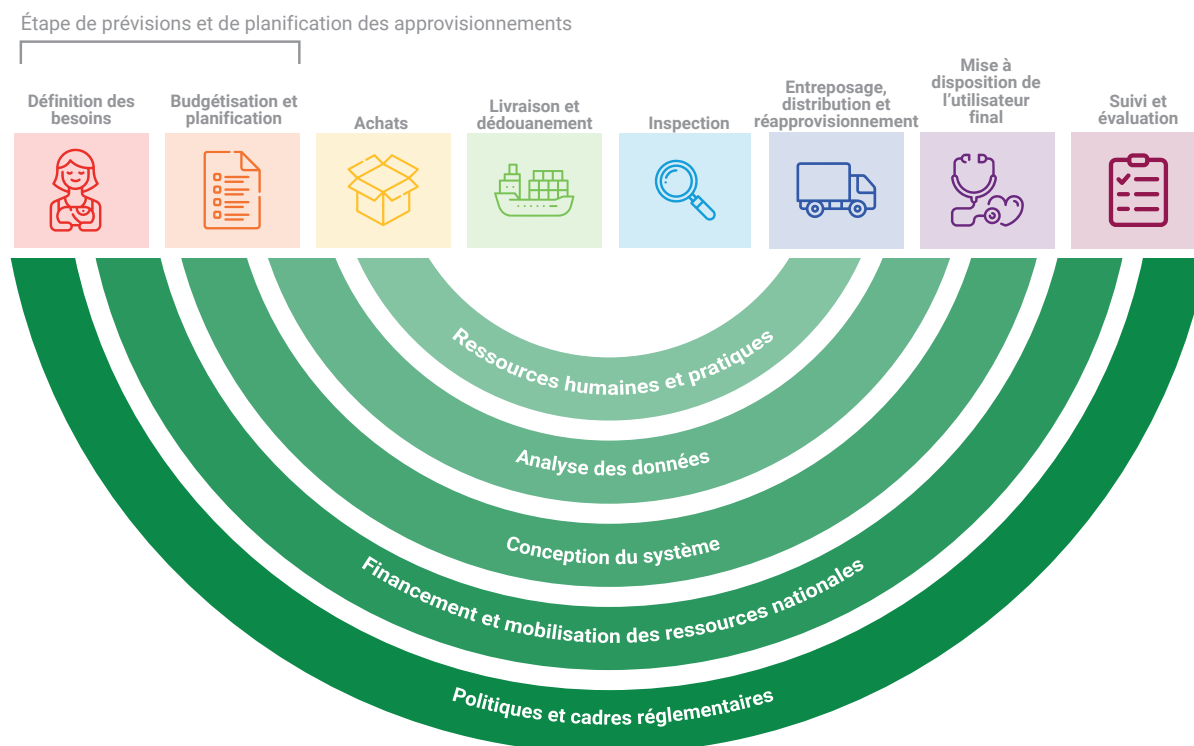 Étape de prévisions et de planification des approvisionnements
Définition des
besoins
Budgétisation et
planification
Achats
Livraison et
dédouanement
Inspection
Entreposage,
distribution et
réapprovisionnement
Mise à
disposition de
l'utilisateur
final
Suivi et
évaluation
Ressources humaines et pratiques
Analyse des données
Conception du système
Financement et mobilisation des ressources nationales
Politiques et cadres réglementaires